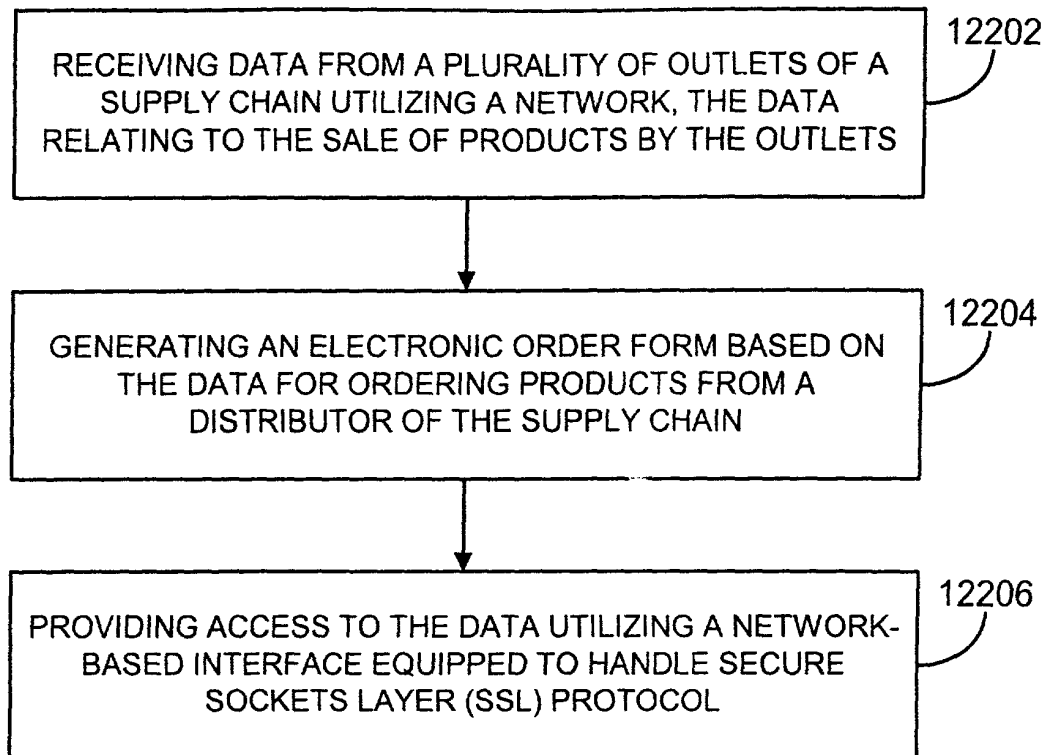 12202
RECEIVING DATA FROM A PLURALITY OF OUTLETS OF A
SUPPLY CHAIN UTILIZING A NETWORK, THE DATA
RELATING TO THE SALE OF PRODUCTS BY THE OUTLETS
12204
GENERATING AN ELECTRONIC ORDER FORM BASED ON
THE DATA FOR ORDERING PRODUCTS FROM A
DISTRIBUTOR OF THE SUPPLY CHAIN
12206
PROVIDING ACCESS TO THE DATA UTILIZING A NETWORK-
BASED INTERFACE EQUIPPED TO HANDLE SECURE
SOCKETS LAYER (SSL) PROTOCOL